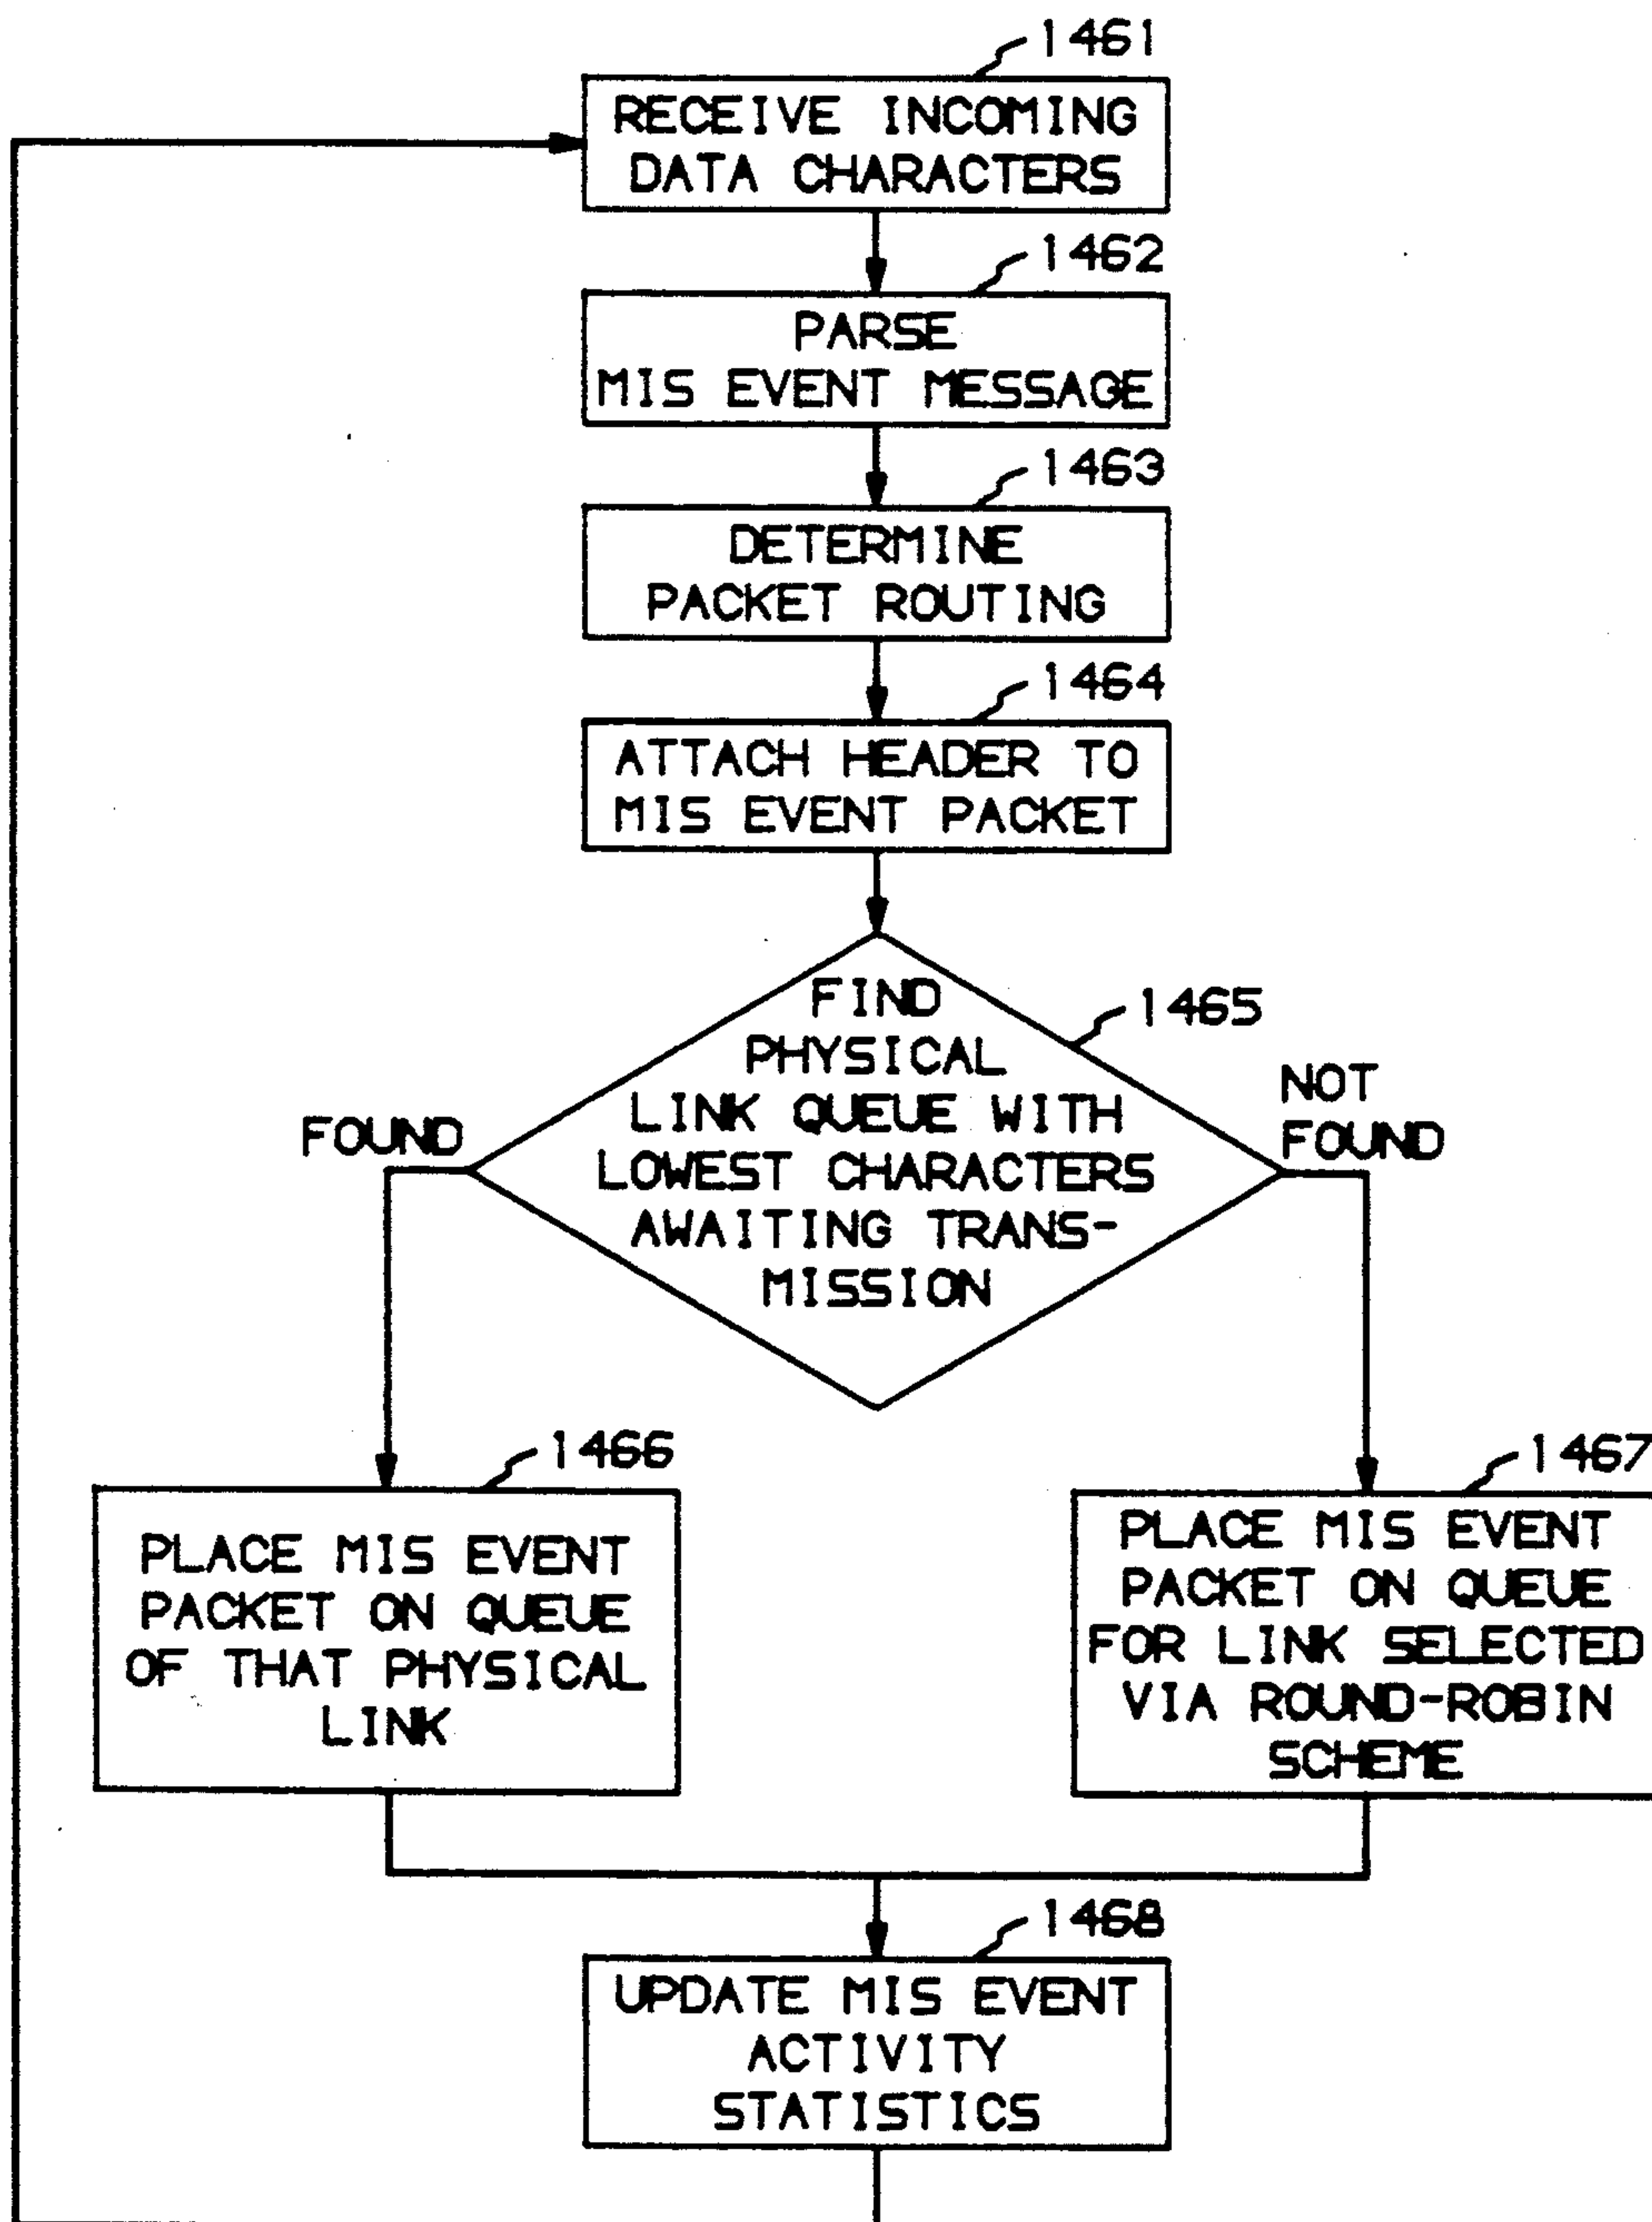 1461
RECEIVE INCOMING
DATA CHARACTERS
1462
PARSE
MIS EVENT MESSAGE
1463
DETERMINE
PACKET ROUTING
1464
ATTACH HEADER TO
MIS EVENT PACKET
1465
FIND
PHYSICAL
LINK QUEUE WITH
LOWEST CHARACTERS
AWAITING TRANS-
MISSION
FOUND
NOT
FOUND
1466
PLACE MIS EVENT
PACKET ON QUEUE
OF THAT PHYSICAL
LINK
1467
PLACE MIS EVENT
PACKET ON QUEUE
FOR LINK SELECTED
VIA ROUND-ROBIN
SCHEME
1468
UPDATE MIS EVENT
ACTIVITY
STATISTICS